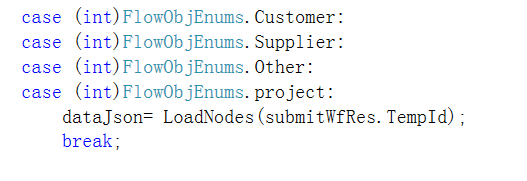 case (int)FlowObjEnums.Customer:
case (int)FlowObjEnums.Supplier:
case (int)FlowObjEnums.Other:
case (int)FlowObjEnums.project:
    dataJson= LoadNodes(submitWfRes.TempId);
    break;